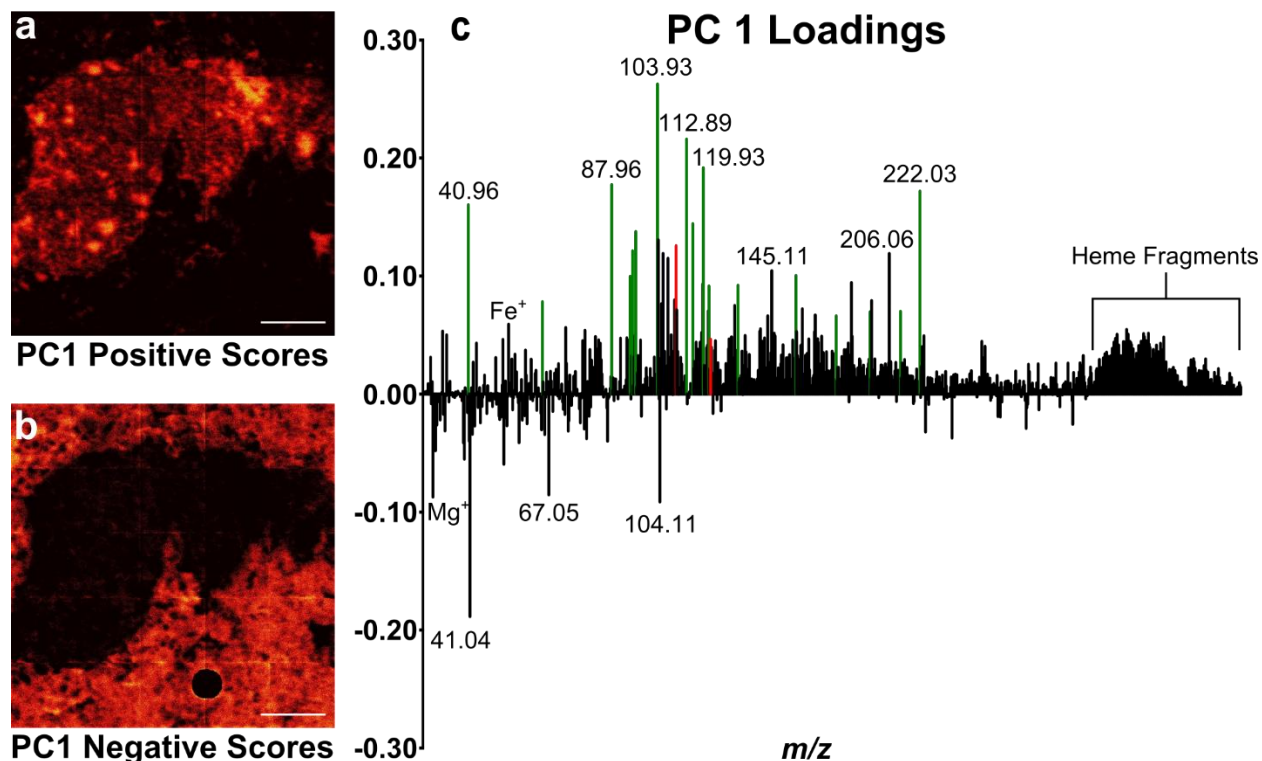 a
PC1 Positive Scores
b
PC1 Negative Scores
c
PC 1 Loadings
0.30
0.20
0.10
0.00
-0.10
-0.20
-0.30
103.93
112.89
119.93
87.96
40.96
222.03
206.06
145.11
Heme Fragments
Fe⁺
Mg⁺
67.05
104.11
41.04
m/z